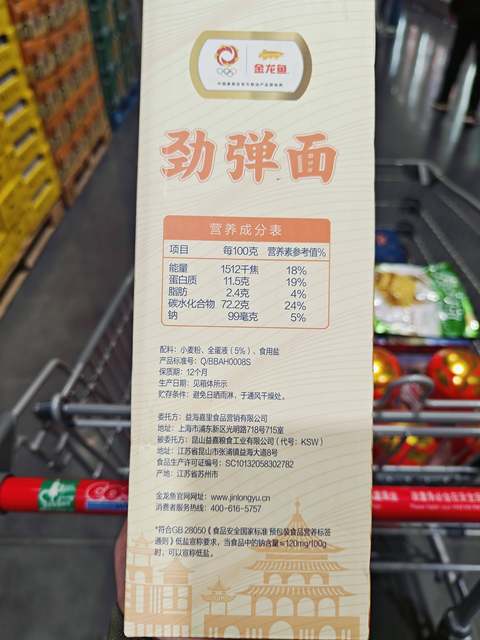 金龙鱼
劲弹面
营养成分表
项目 每100克 营养素参考值%
能量 1512千焦 18%
蛋白质 11.5克 19%
脂肪 2.4克 4%
碳水化合物 72.2克 24%
钠 99毫克 5%
配料：小麦粉、全蛋液（5%）、食用盐
产品标准号：Q/BBAH0008S
保质期：12个月
生产日期：见箱体所示
贮存条件：避免日晒雨淋，于通风干燥处。
委托方：益海嘉里食品营销有限公司
地址：上海市浦东新区光明路718号715室
被委托方：昆山益嘉粮食工业有限公司（代号：KSW）
地址：江苏省昆山市张浦镇益海大道8号
食品生产许可证编号：SC10132058302782
产地：江苏省苏州市
金龙鱼官网网址：www.jinlongyu.cn
消费者服务热线：400-616-5757
*符合GB 28050《食品安全国家标准 预包装食品营养标签
通则》低盐宣称要求，当食品中的钠含量≤120mg/100g
时，可以宣称低盐。